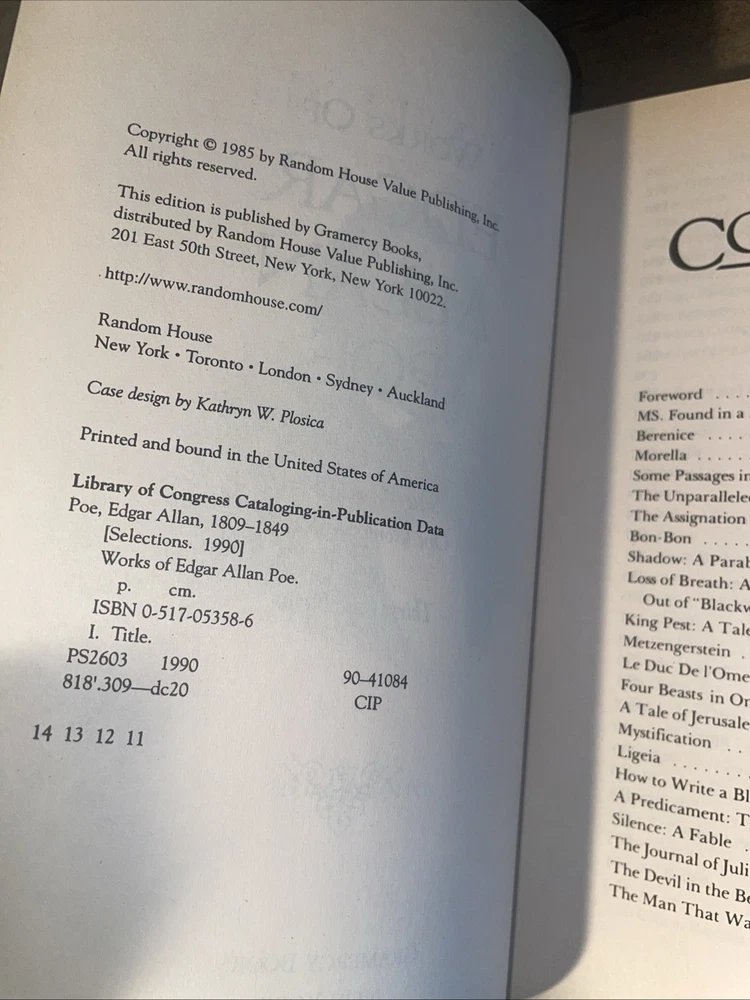 Copyright © 1985 by Random House Value Publishing, Inc.
All rights reserved.
This edition is published by Gramercy Books,
distributed by Random House Value Publishing, Inc.
201 East 50th Street, New York, New York 10022.
http://www.randomhouse.com/
Random House
New York • Toronto • London • Sydney • Auckland
Case design by Kathryn W. Plosica
Printed and bound in the United States of America
Library of Congress Cataloging-in-Publication Data
Poe, Edgar Allan, 1809–1849
[Selections. 1990]
Works of Edgar Allan Poe.
p. cm.
ISBN 0-517-05358-6
I. Title.
PS2603 1990 90–41084
818'.309—dc20 CIP
14 13 12 11
Foreword . . . .
MS. Found in a
Berenice . . . .
Morella . . . . .
Some Passages in
The Unparallele
The Assignation
Bon-Bon . . . . .
Shadow: A Parab
Loss of Breath: A
Out of "Blackw
King Pest: A Tale
Metzengerstein .
Le Duc De l'Ome
Four Beasts in Or
A Tale of Jerusale
Mystification . .
Ligeia . . . . . . .
How to Write a Bl
A Predicament: T
Silence: A Fable .
The Journal of Juli
The Devil in the Be
The Man That Wa